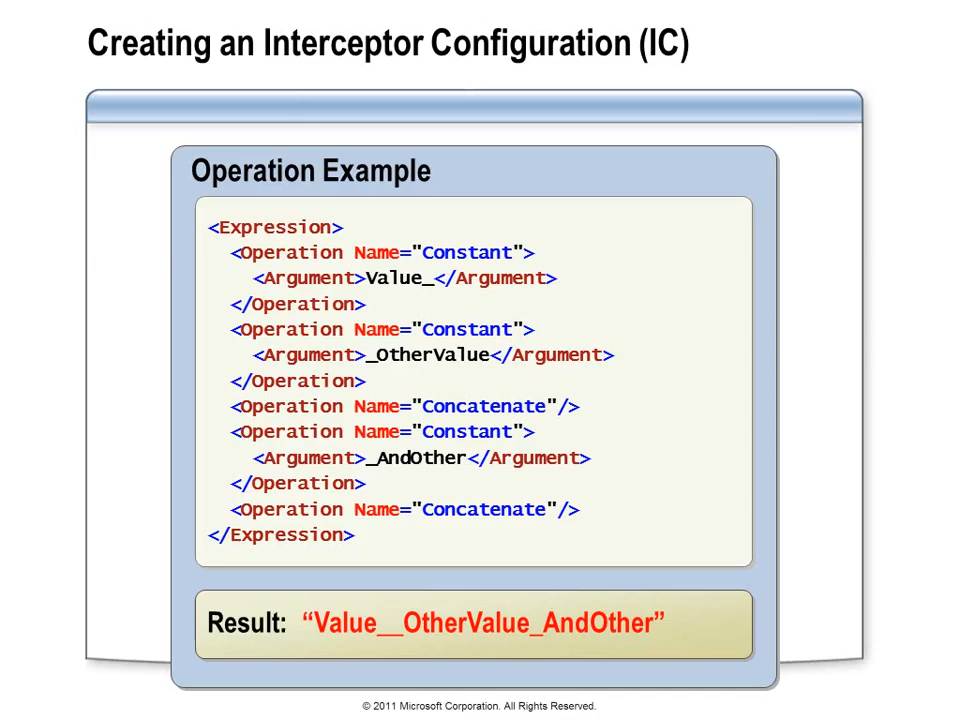 Creating an Interceptor Configuration (IC)
Operation Example
<Expression>
<Operation Name="Constant">
<Argument>Value_</Argument>
</Operation>
<Operation Name="Constant">
<Argument>_OtherValue</Argument>
</Operation>
<Operation Name="Concatenate"/>
<Operation Name="Constant">
<Argument>_AndOther</Argument>
</Operation>
<Operation Name="Concatenate"/>
</Expression>
Result: “Value__OtherValue_AndOther”
© 2011 Microsoft Corporation. All Rights Reserved.